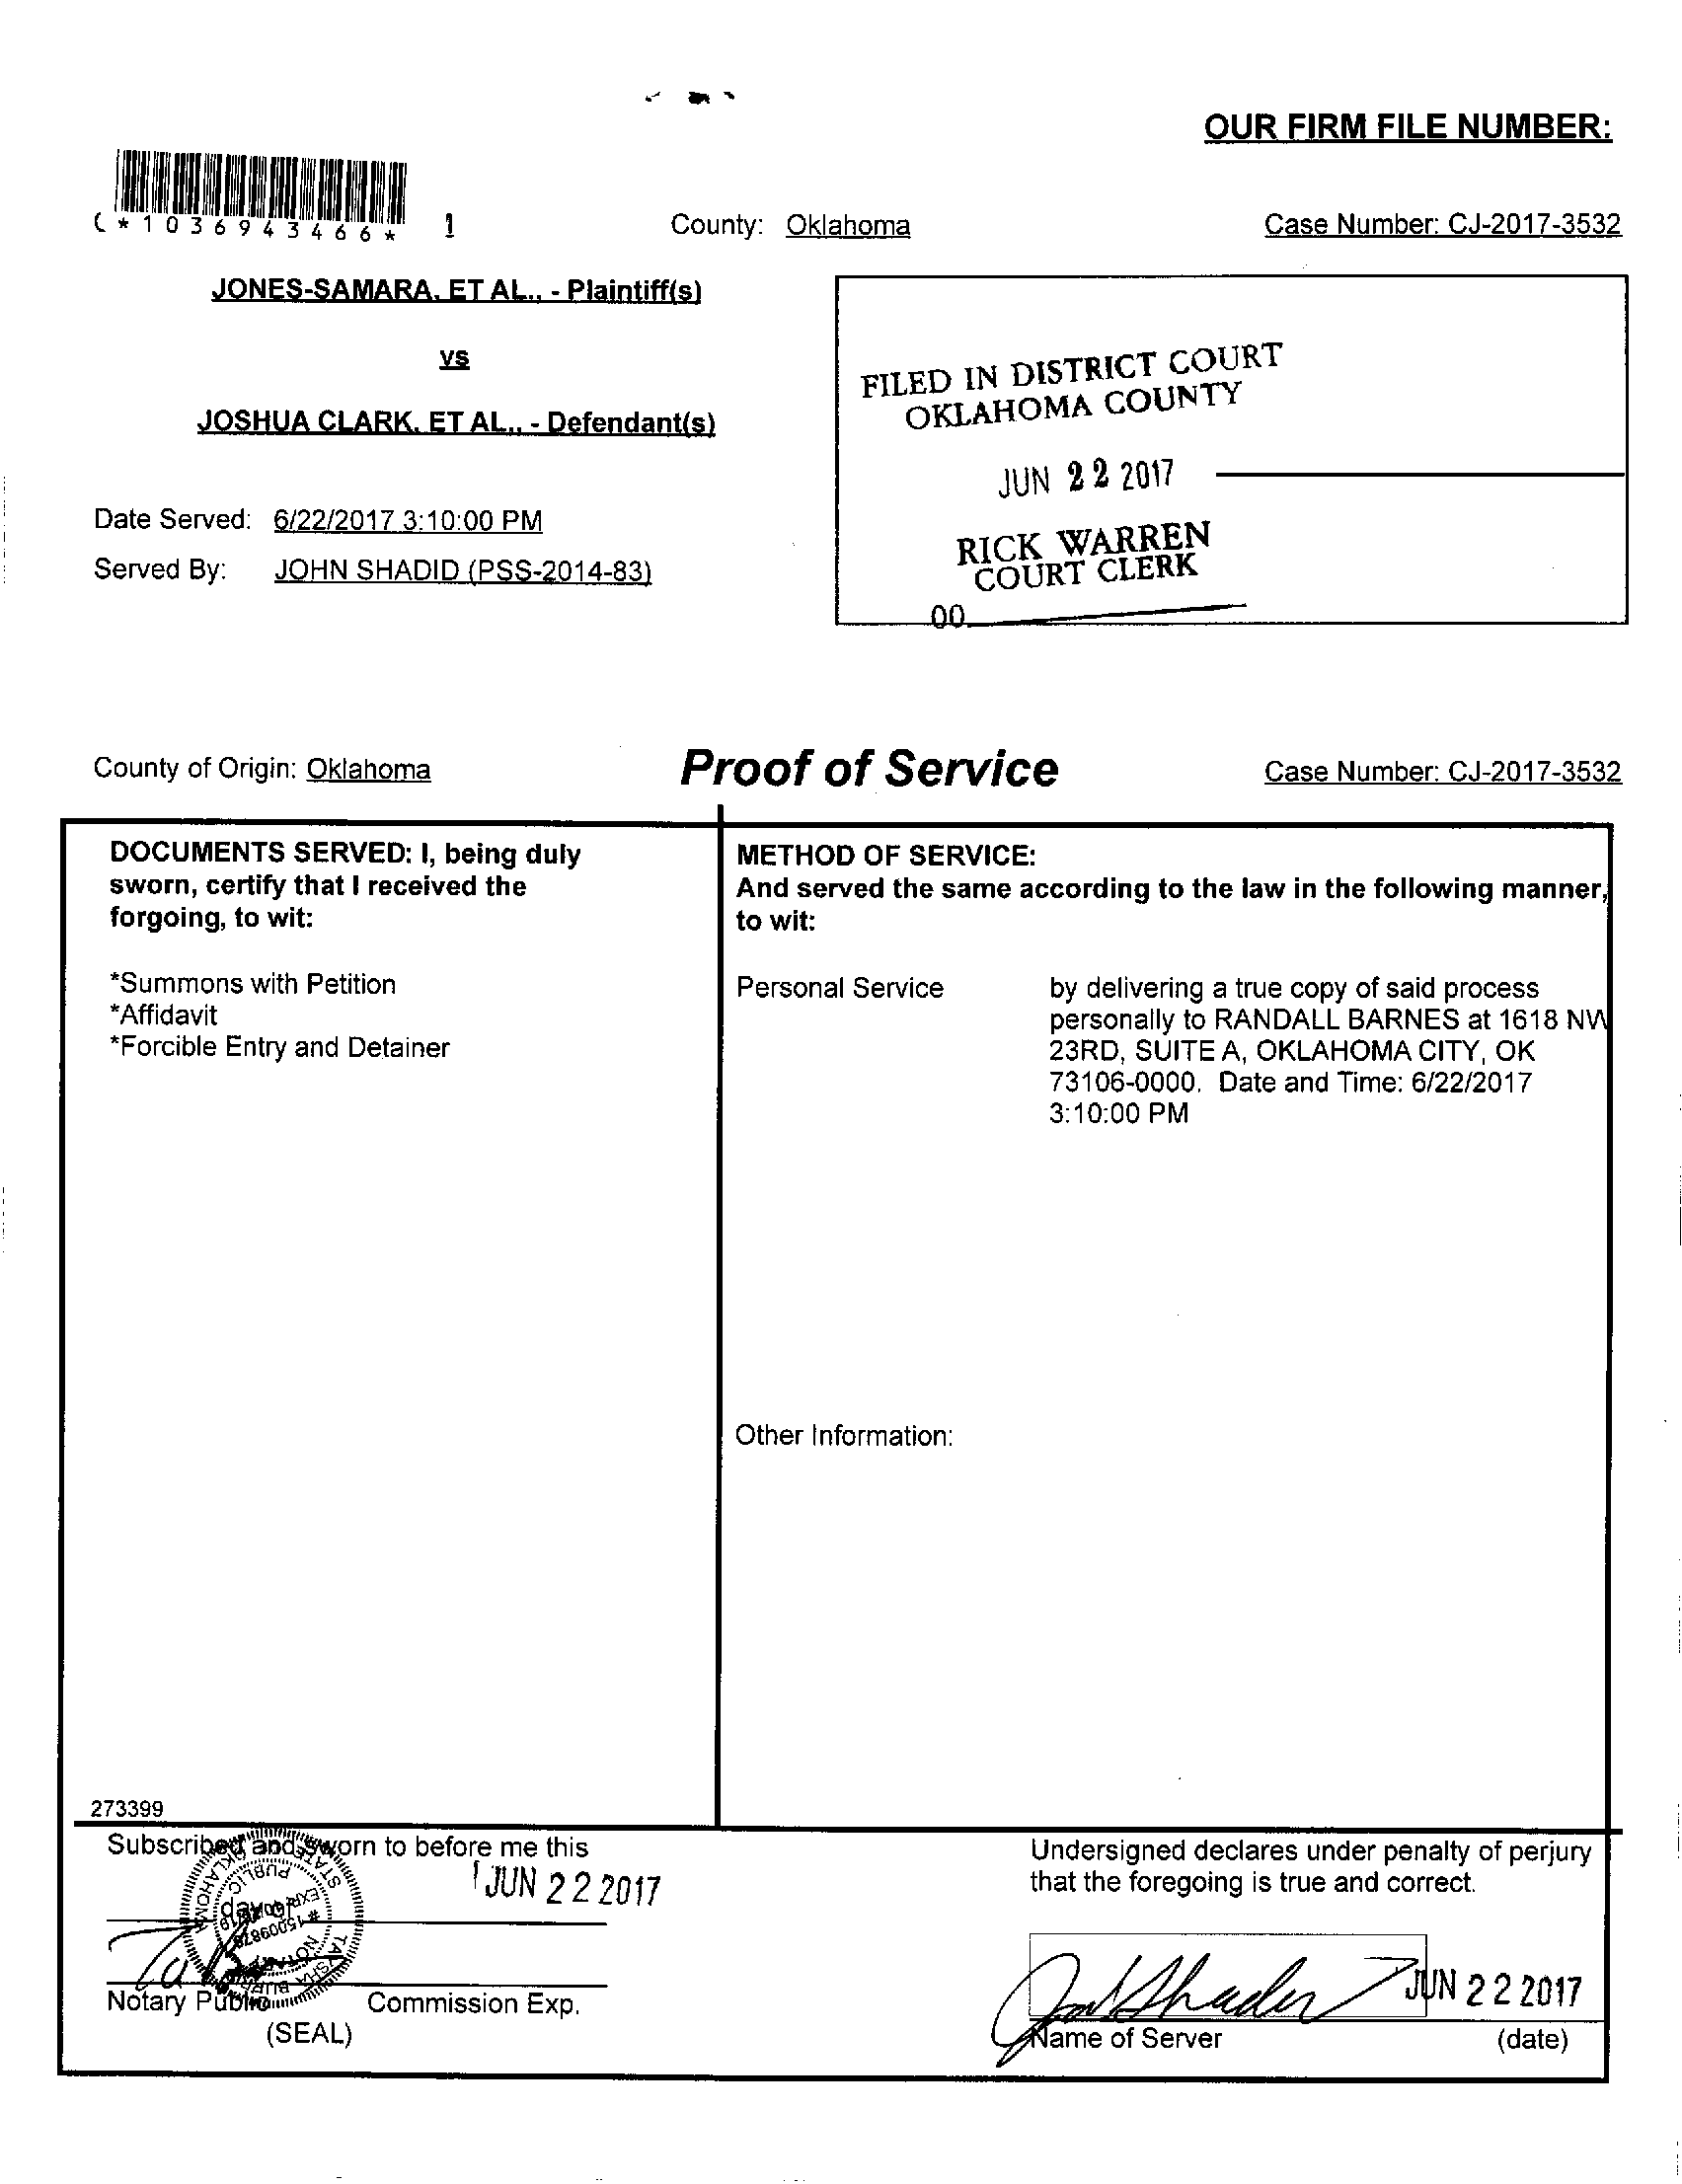 OUR FIRM FILE NUMBER:
*1036943466*
County: Oklahoma
Case Number: CJ-2017-3532
JONES-SAMARA, ET AL., - Plaintiff(s)
vs
JOSHUA CLARK, ET AL., - Defendant(s)
FILED IN DISTRICT COURT
OKLAHOMA COUNTY
JUN 22 2017
RICK WARREN
COURT CLERK
00
Date Served: 6/22/2017 3:10:00 PM
Served By: JOHN SHADID (PSS-2014-83)
County of Origin: Oklahoma
Proof of Service
Case Number: CJ-2017-3532
DOCUMENTS SERVED: I, being duly
sworn, certify that I received the
forgoing, to wit:
*Summons with Petition
*Affidavit
*Forcible Entry and Detainer
METHOD OF SERVICE:
And served the same according to the law in the following manner,
to wit:
Personal Service
by delivering a true copy of said process
personally to RANDALL BARNES at 1618 NW
23RD, SUITE A, OKLAHOMA CITY, OK
73106-0000. Date and Time: 6/22/2017
3:10:00 PM
Other Information:
273399
Subscribed and sworn to before me this
JUN 22 2017
day of
STATE OKLAHOMA
NOTARY PUBLIC
Notary Public
Commission Exp.
(SEAL)
Undersigned declares under penalty of perjury
that the foregoing is true and correct.
JUN 22 2017
Name of Server
(date)